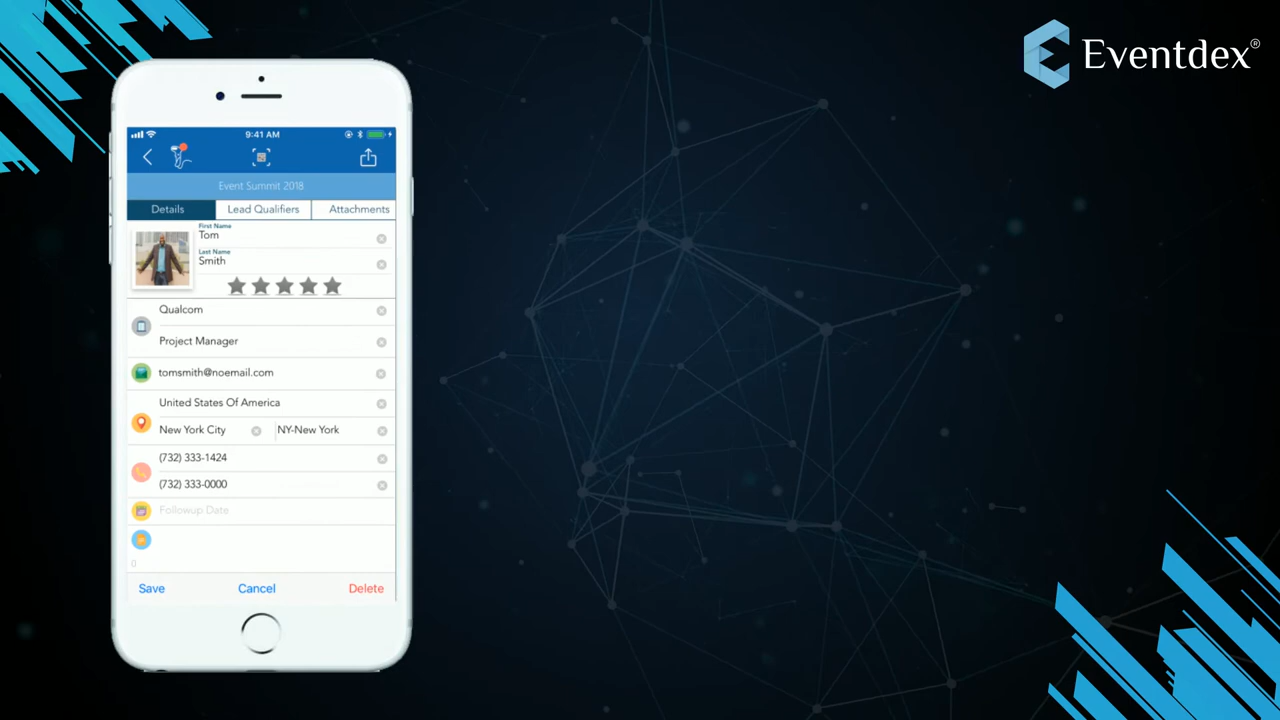 Eventdex®
9:41 AM
Event Summit 2018
Details Lead Qualifiers Attachments
First Name
Tom
Last Name
Smith
Qualcom
Project Manager
tomsmith@noemail.com
United States Of America
New York City NY-New York
(732) 333-1424
(732) 333-0000
Followup Date
0
Save Cancel Delete